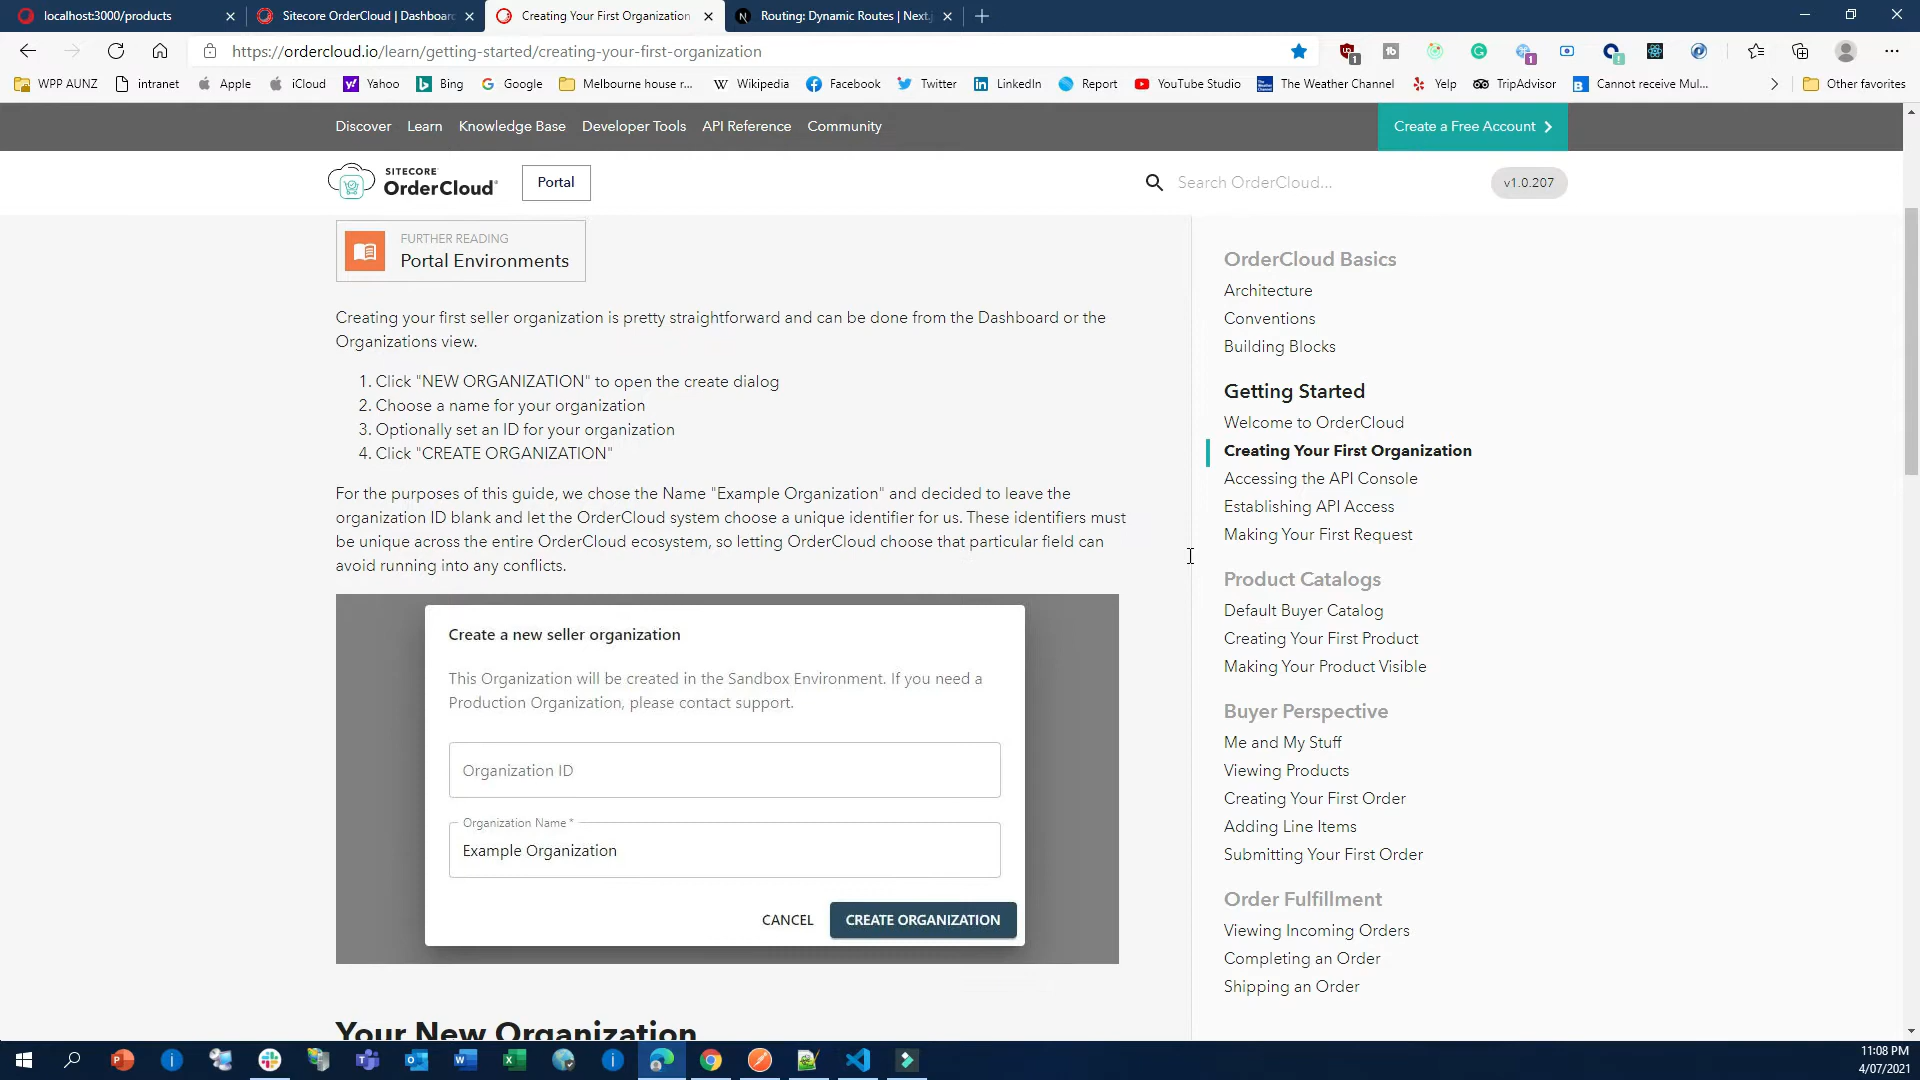 localhost:3000/products
Sitecore OrderCloud | Dashboar
Creating Your First Organization
Routing: Dynamic Routes | Next.
https://ordercloud.io/learn/getting-started/creating-your-first-organization
WPP AUNZ
intranet
Apple
iCloud
Yahoo
Bing
Google
Melbourne house r...
Wikipedia
Facebook
Twitter
LinkedIn
Report
YouTube Studio
The Weather Channel
Yelp
TripAdvisor
Cannot receive Mul...
Other favorites
Discover
Learn
Knowledge Base
Developer Tools
API Reference
Community
Create a Free Account
SITECORE
OrderCloud
Portal
Search OrderCloud...
v1.0.207
FURTHER READING
Portal Environments
Creating your first seller organization is pretty straightforward and can be done from the Dashboard or the
Organizations view.
1. Click "NEW ORGANIZATION" to open the create dialog
2. Choose a name for your organization
3. Optionally set an ID for your organization
4. Click "CREATE ORGANIZATION"
For the purposes of this guide, we chose the Name "Example Organization" and decided to leave the
organization ID blank and let the OrderCloud system choose a unique identifier for us. These identifiers must
be unique across the entire OrderCloud ecosystem, so letting OrderCloud choose that particular field can
avoid running into any conflicts.
Create a new seller organization
This Organization will be created in the Sandbox Environment. If you need a
Production Organization, please contact support.
Organization ID
Organization Name *
Example Organization
CANCEL
CREATE ORGANIZATION
Your New Organization
OrderCloud Basics
Architecture
Conventions
Building Blocks
Getting Started
Welcome to OrderCloud
Creating Your First Organization
Accessing the API Console
Establishing API Access
Making Your First Request
Product Catalogs
Default Buyer Catalog
Creating Your First Product
Making Your Product Visible
Buyer Perspective
Me and My Stuff
Viewing Products
Creating Your First Order
Adding Line Items
Submitting Your First Order
Order Fulfillment
Viewing Incoming Orders
Completing an Order
Shipping an Order
11:08 PM
4/07/2021